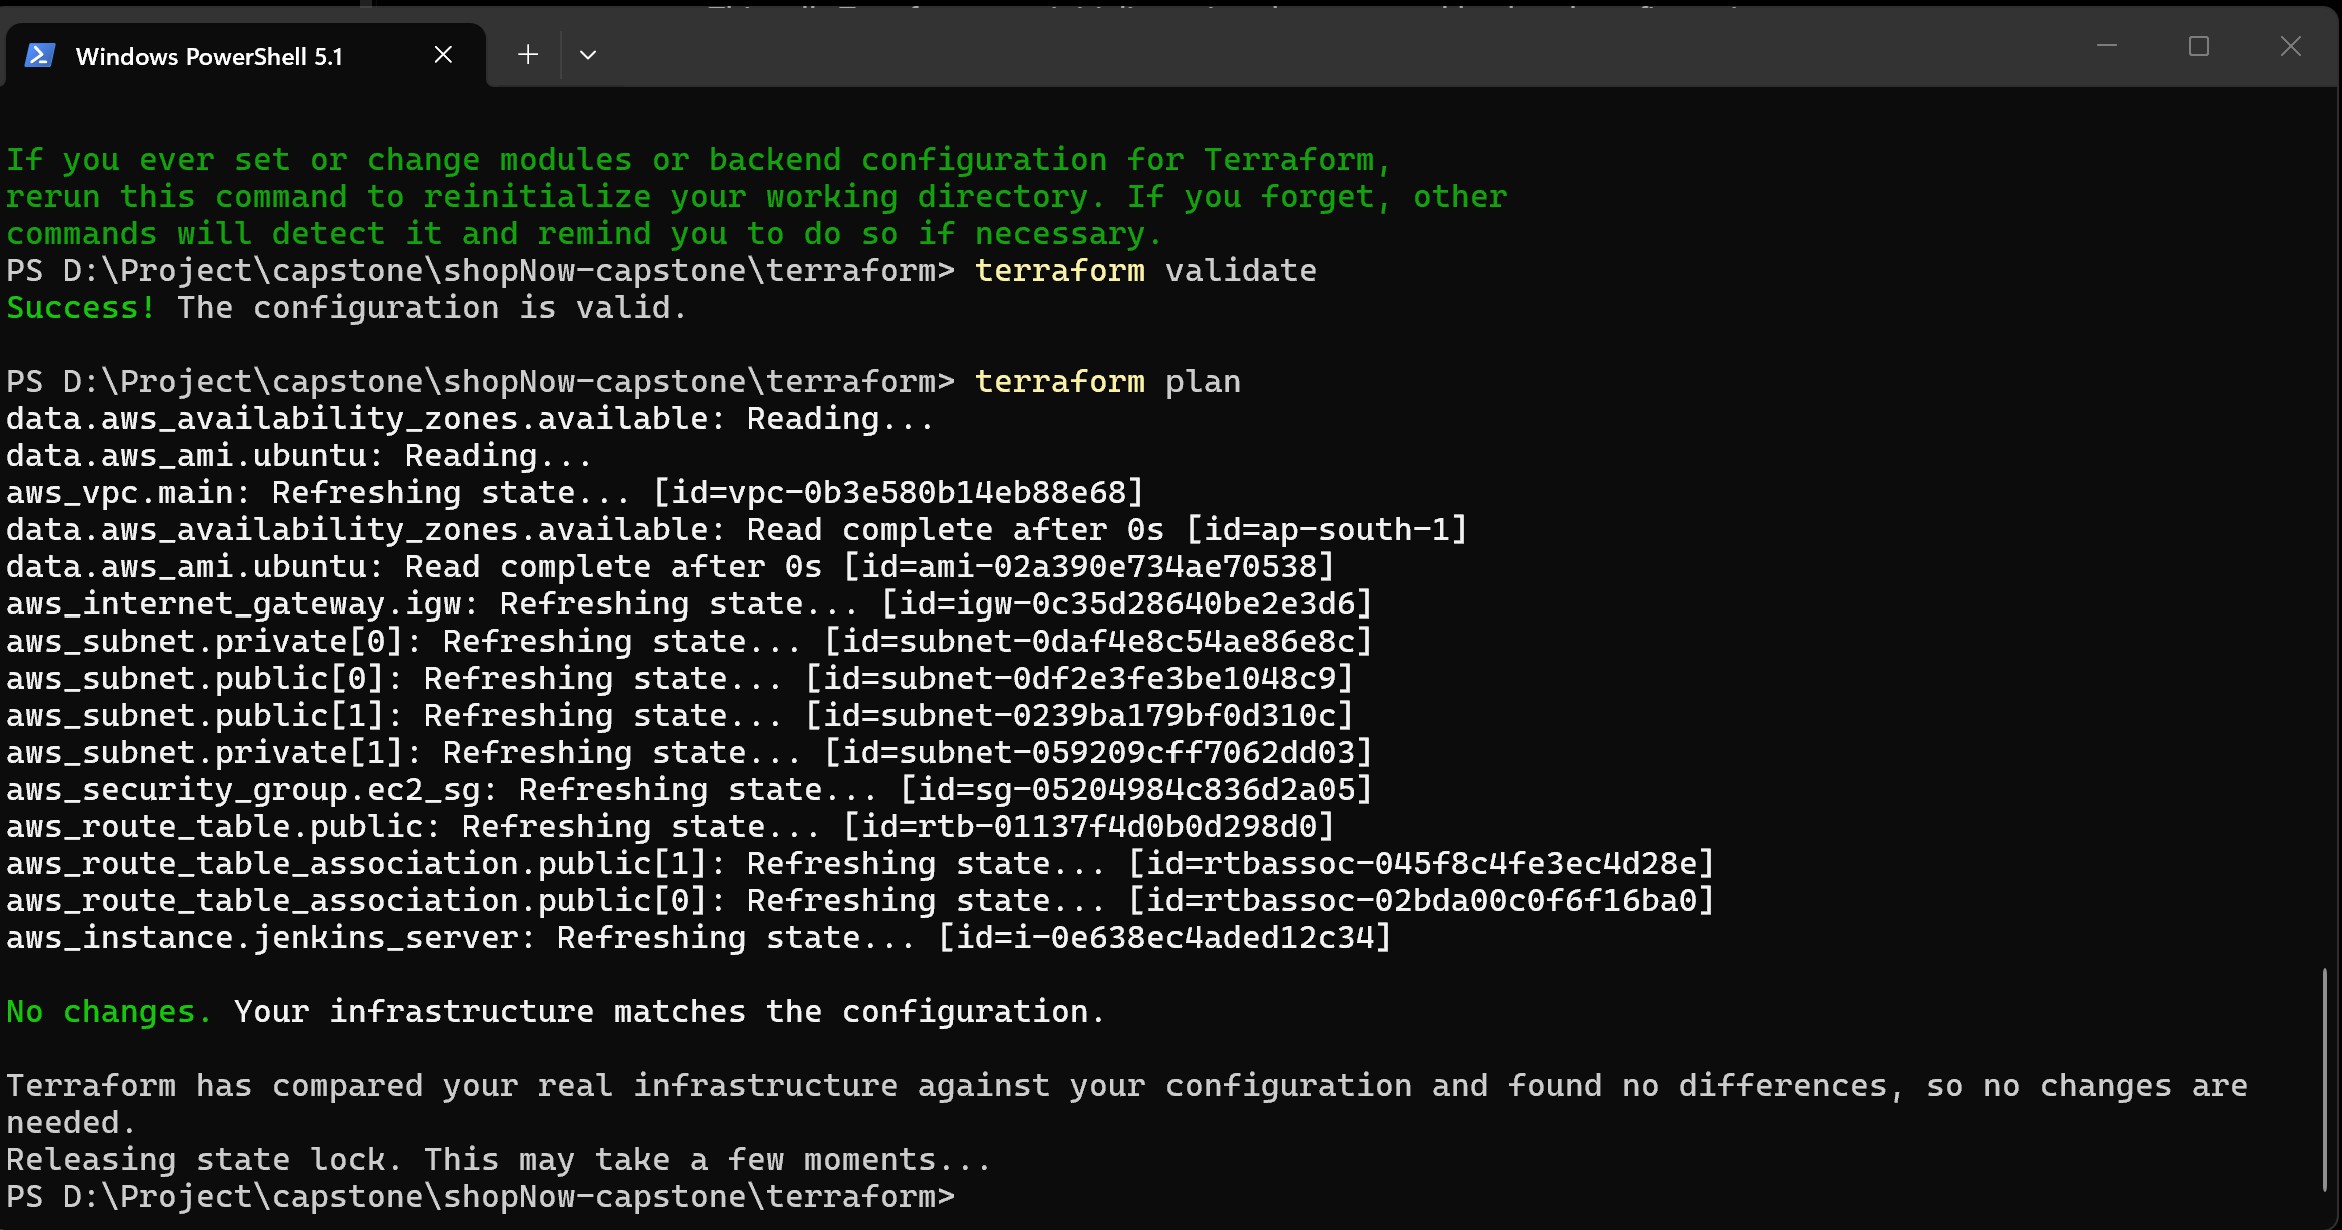 Windows PowerShell 5.1
If you ever set or change modules or backend configuration for Terraform,
rerun this command to reinitialize your working directory. If you forget, other
commands will detect it and remind you to do so if necessary.
PS D:\Project\capstone\shopNow-capstone\terraform> terraform validate
Success! The configuration is valid.
PS D:\Project\capstone\shopNow-capstone\terraform> terraform plan
data.aws_availability_zones.available: Reading...
data.aws_ami.ubuntu: Reading...
aws_vpc.main: Refreshing state... [id=vpc-0b3e580b14eb88e68]
data.aws_availability_zones.available: Read complete after 0s [id=ap-south-1]
data.aws_ami.ubuntu: Read complete after 0s [id=ami-02a390e734ae70538]
aws_internet_gateway.igw: Refreshing state... [id=igw-0c35d28640be2e3d6]
aws_subnet.private[0]: Refreshing state... [id=subnet-0daf4e8c54ae86e8c]
aws_subnet.public[0]: Refreshing state... [id=subnet-0df2e3fe3be1048c9]
aws_subnet.public[1]: Refreshing state... [id=subnet-0239ba179bf0d310c]
aws_subnet.private[1]: Refreshing state... [id=subnet-059209cff7062dd03]
aws_security_group.ec2_sg: Refreshing state... [id=sg-05204984c836d2a05]
aws_route_table.public: Refreshing state... [id=rtb-01137f4d0b0d298d0]
aws_route_table_association.public[1]: Refreshing state... [id=rtbassoc-045f8c4fe3ec4d28e]
aws_route_table_association.public[0]: Refreshing state... [id=rtbassoc-02bda00c0f6f16ba0]
aws_instance.jenkins_server: Refreshing state... [id=i-0e638ec4aded12c34]
No changes. Your infrastructure matches the configuration.
Terraform has compared your real infrastructure against your configuration and found no differences, so no changes are
needed.
Releasing state lock. This may take a few moments...
PS D:\Project\capstone\shopNow-capstone\terraform>